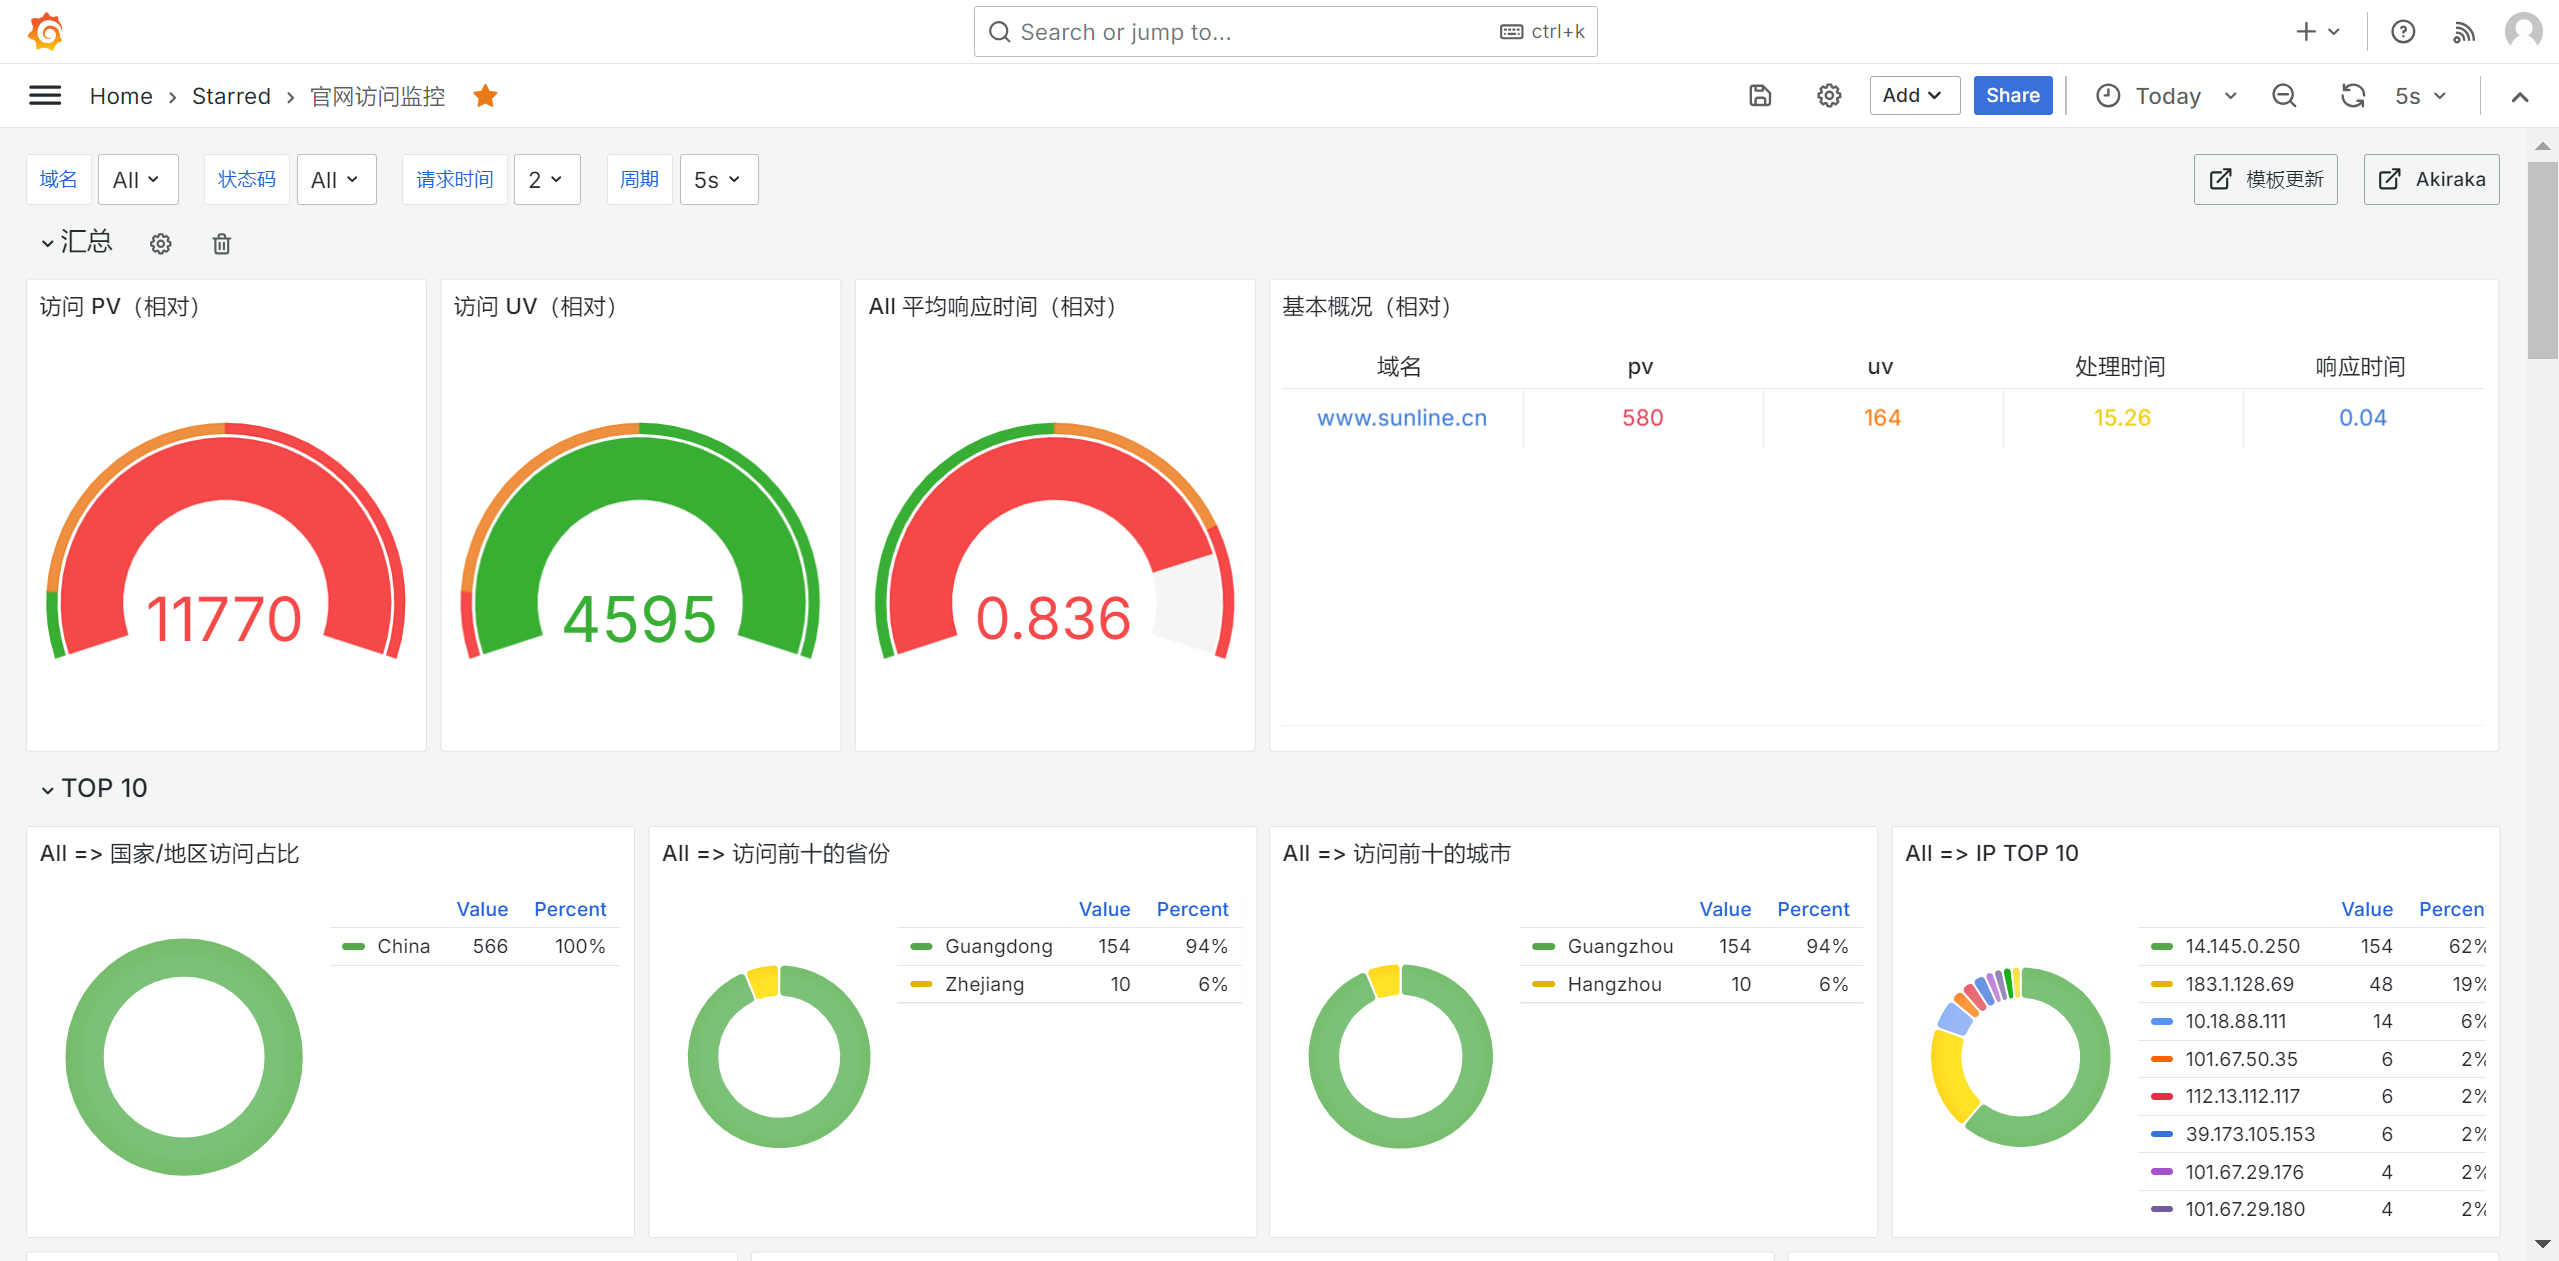 Search or jump to... ctrl+k
Home › Starred › 官网访问监控 Add Share Today 5s
域名 All 状态码 All 请求时间 2 周期 5s 模板更新 Akiraka
汇总
访问 PV（相对）
11770
访问 UV（相对）
4595
All 平均响应时间（相对）
0.836
基本概况（相对）
域名 pv uv 处理时间 响应时间
www.sunline.cn 580 164 15.26 0.04
TOP 10
All => 国家/地区访问占比
Value Percent
China 566 100%
All => 访问前十的省份
Value Percent
Guangdong 154 94%
Zhejiang 10 6%
All => 访问前十的城市
Value Percent
Guangzhou 154 94%
Hangzhou 10 6%
All => IP TOP 10
Value Percent
14.145.0.250 154 62%
183.1.128.69 48 19%
10.18.88.111 14 6%
101.67.50.35 6 2%
112.13.112.117 6 2%
39.173.105.153 6 2%
101.67.29.176 4 2%
101.67.29.180 4 2%